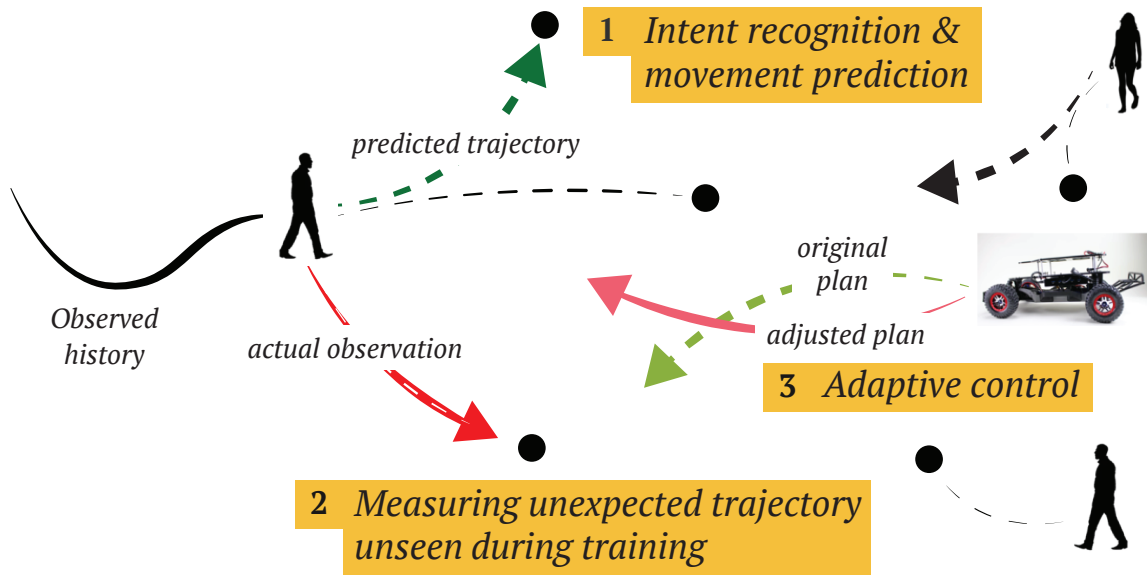 1 Intent recognition &
movement prediction
predicted trajectory
original
plan
Observed
history
actual observation
adjusted plan
3 Adaptive control
2 Measuring unexpected trajectory
unseen during training